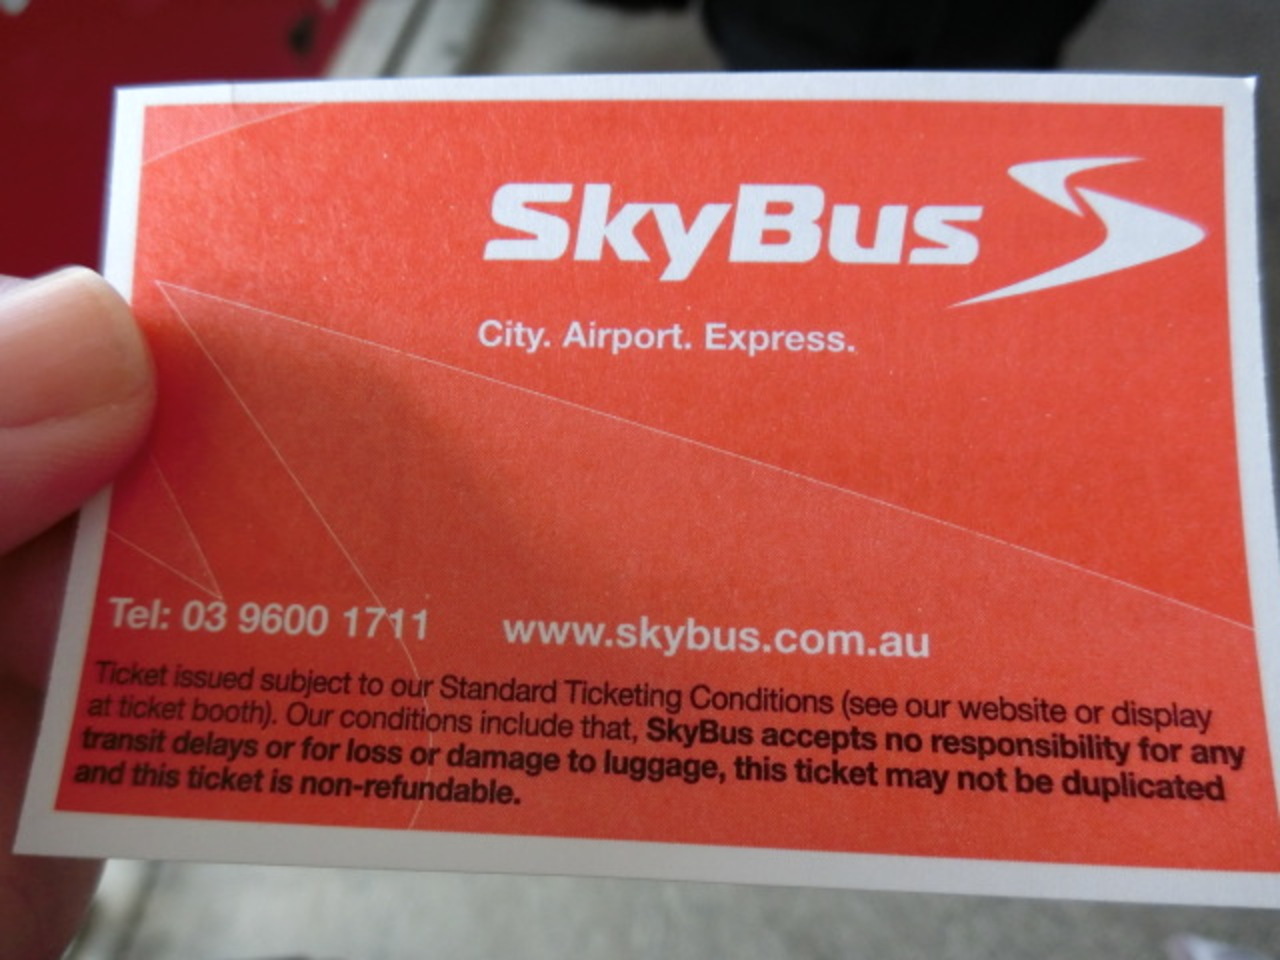 SkyBus
City. Airport. Express.
Tel: 03 9600 1711 www.skybus.com.au
Ticket issued subject to our Standard Ticketing Conditions (see our website or display
at ticket booth). Our conditions include that, SkyBus accepts no responsibility for any
transit delays or for loss or damage to luggage, this ticket may not be duplicated
and this ticket is non-refundable.